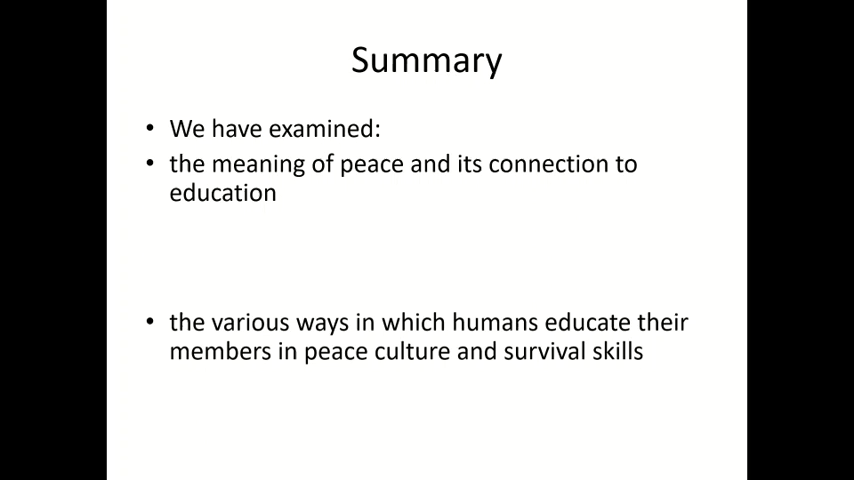 Summary
• We have examined:
• the meaning of peace and its connection to
education
• the various ways in which humans educate their
members in peace culture and survival skills